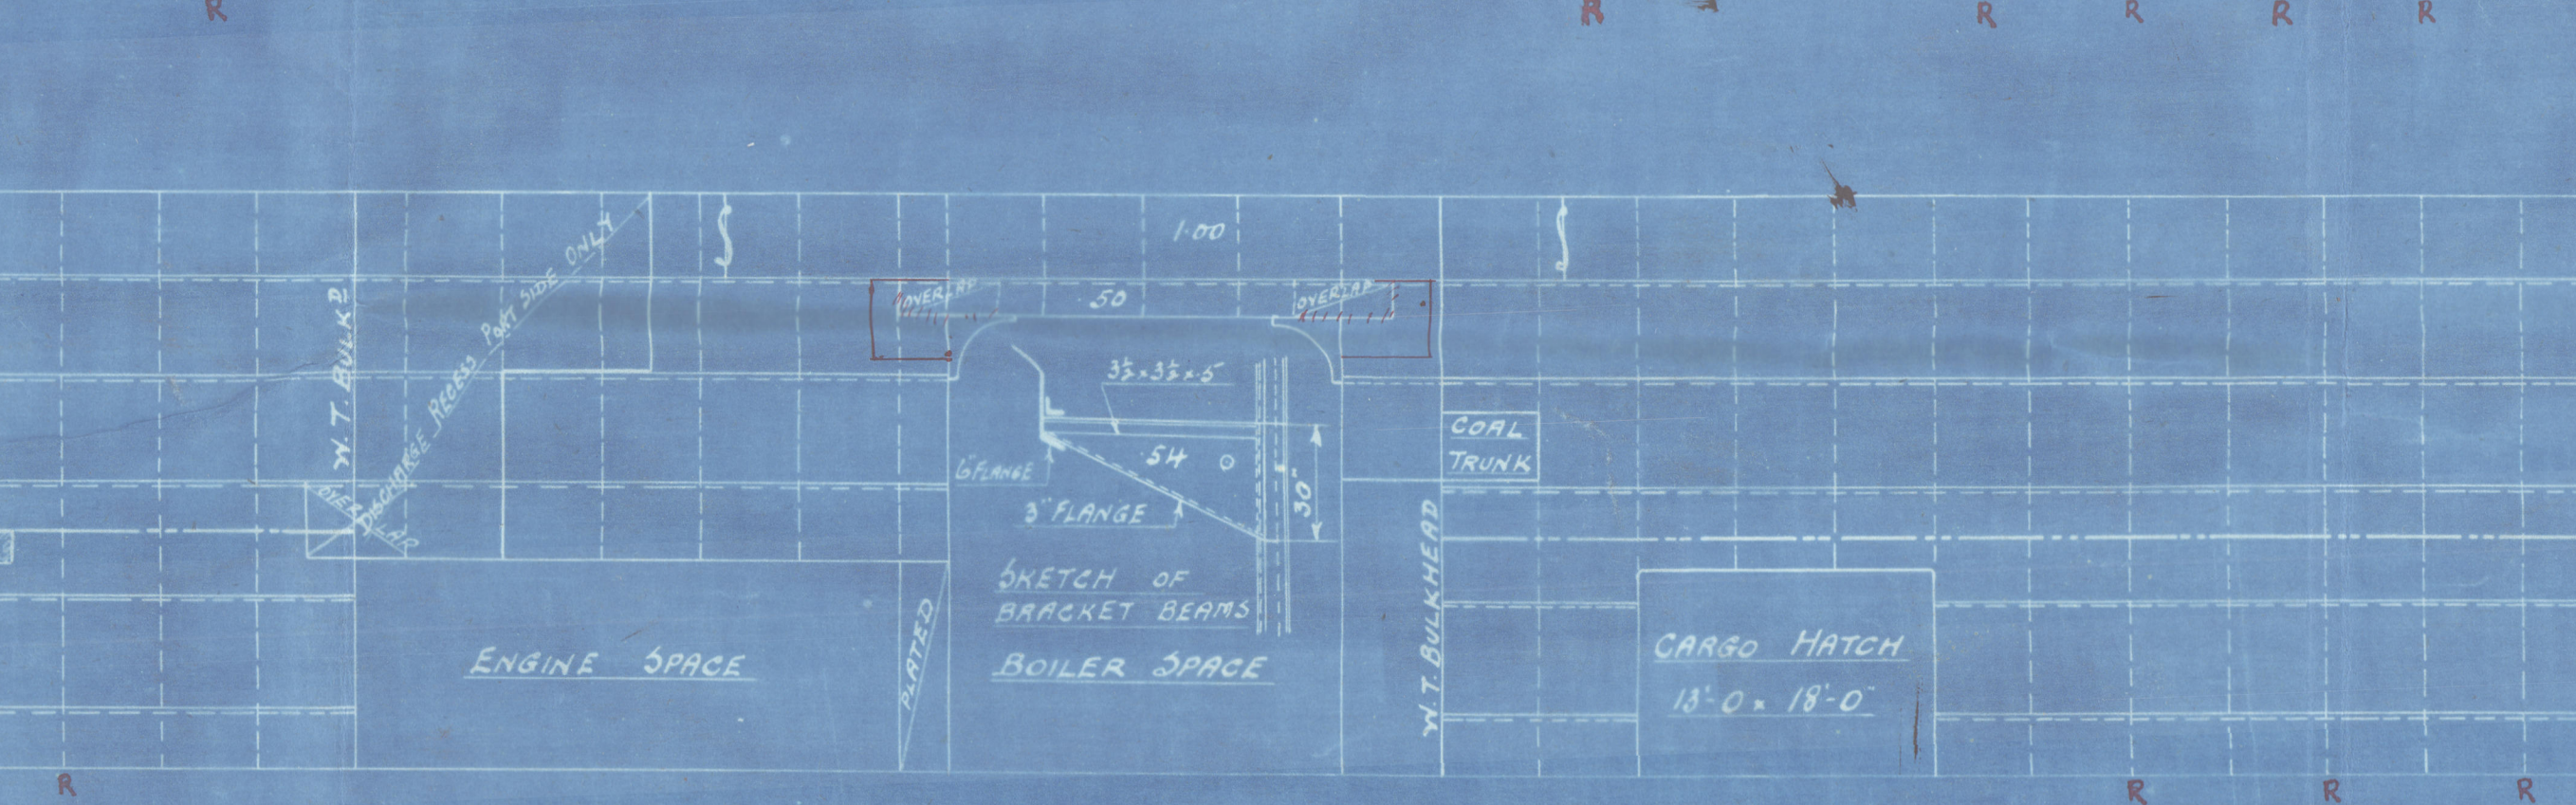 R R R R R R
1·00
DISCHARGE RECESS PORT SIDE ONLY
W. T. BULKD
OVERLAP
·50
OVERLAP
3½ × 3½ × ·5
6" FLANGE
·54
30"
3" FLANGE
COAL
TRUNK
OVER LAP
SKETCH OF
BRACKET BEAMS
W. T. BULKHEAD
PLATED
ENGINE SPACE
BOILER SPACE
CARGO HATCH
13'-0 × 18'-0"
R R R R